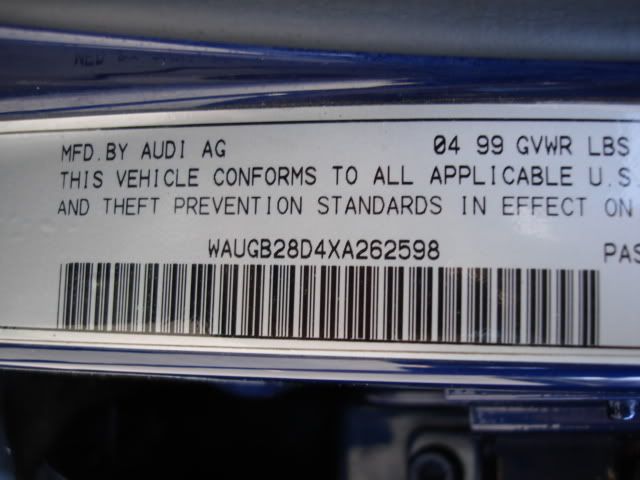 MFD.BY AUDI AG 04 99 GVWR LBS
THIS VEHICLE CONFORMS TO ALL APPLICABLE U.S.
AND THEFT PREVENTION STANDARDS IN EFFECT ON
WAUGB28D4XA262598 PAS